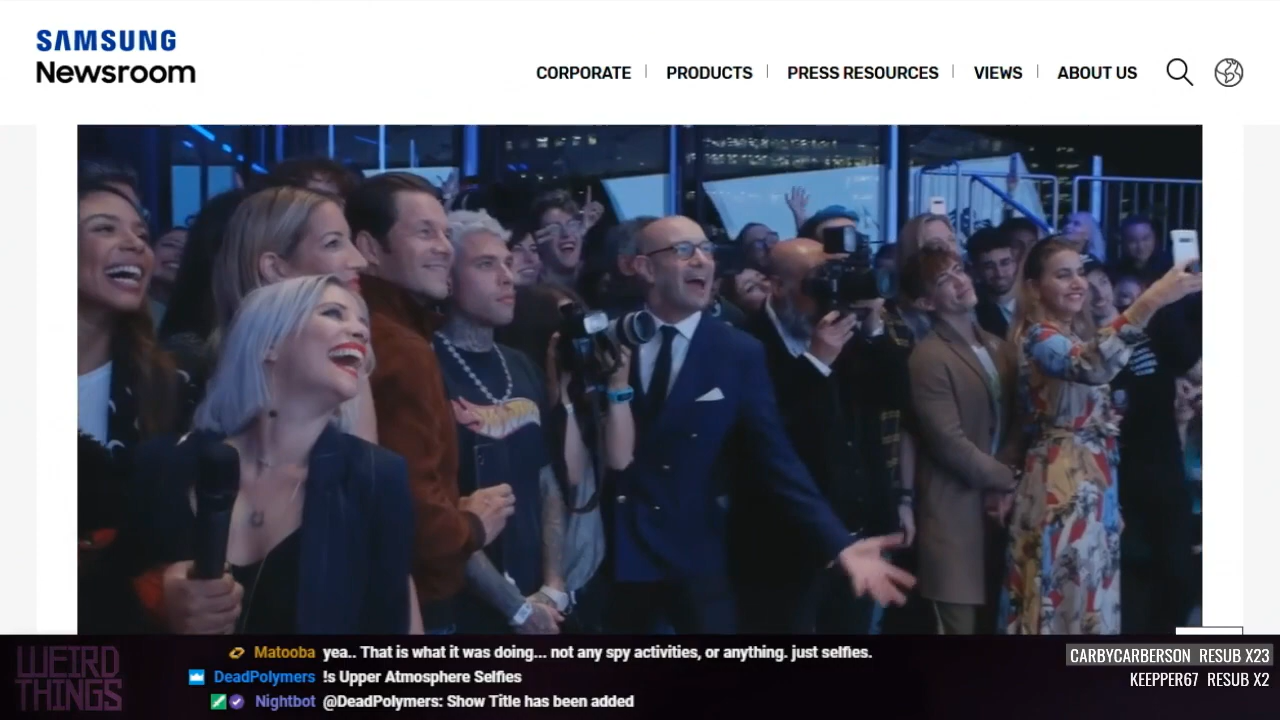 SAMSUNG
Newsroom
CORPORATE
PRODUCTS
PRESS RESOURCES
VIEWS
ABOUT US
WEIRD
THINGS
Matooba yea.. That is what it was doing... not any spy activities, or anything. just selfies.
DeadPolymers !s Upper Atmosphere Selfies
Nightbot @DeadPolymers: Show Title has been added
CARBYCARBERSON RESUB X23
KEEPPER67 RESUB X2